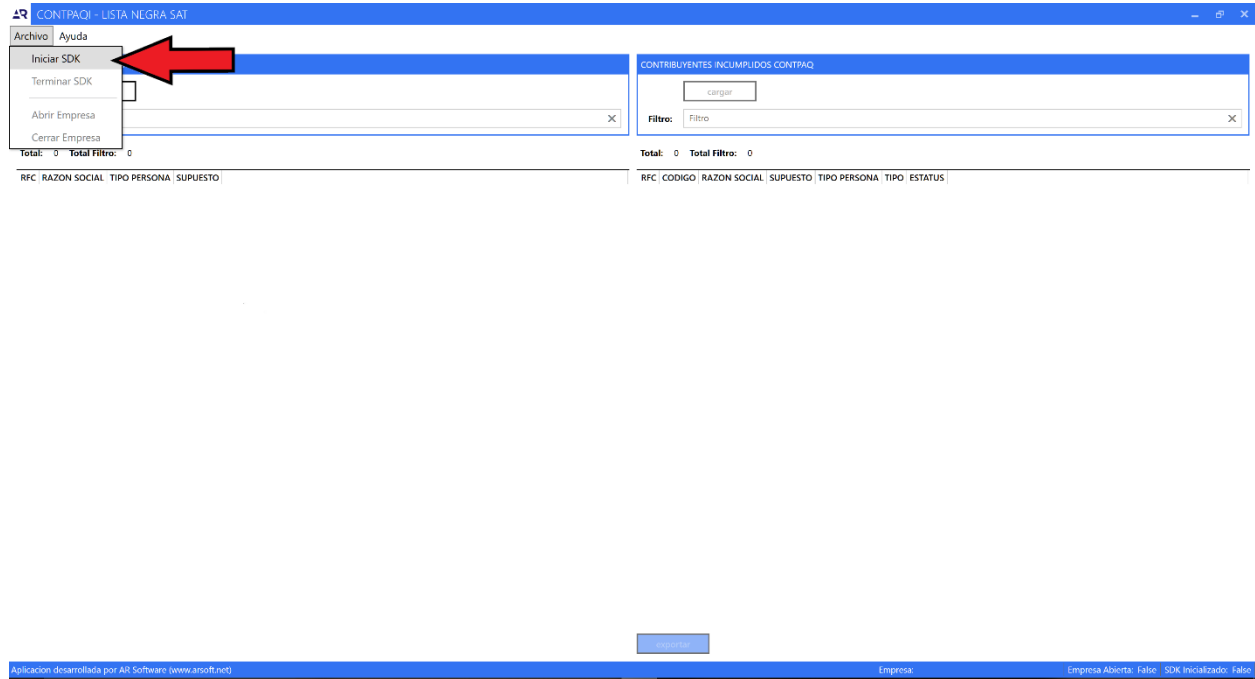 AR CONTPAQI - LISTA NEGRA SAT
Archivo Ayuda
Iniciar SDK
Terminar SDK
Abrir Empresa
Cerrar Empresa
Total: 0 Total Filtro: 0
RFC RAZON SOCIAL TIPO PERSONA SUPUESTO
CONTRIBUYENTES INCUMPLIDOS CONTPAQ
cargar
Filtro: Filtro
Total: 0 Total Filtro: 0
RFC CODIGO RAZON SOCIAL SUPUESTO TIPO PERSONA TIPO ESTATUS
exportar
Aplicacion desarrollada por AR Software (www.arsoft.net) Empresa: Empresa Abierta: False SDK Inicializado: False